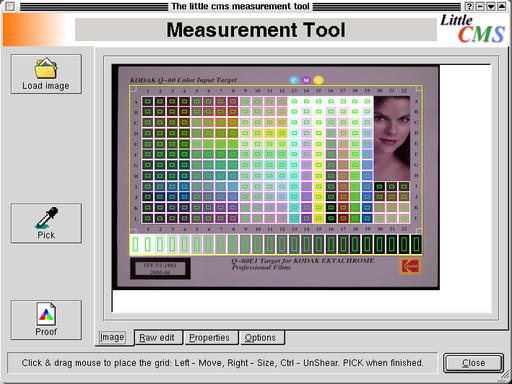 The little cms measurement tool
Measurement Tool
Little
CMS
Load image
Pick
Proof
KODAK Q-60 Color Input Target
C M Y
1 2 3 4 5 6 7 8 9 10 11 12 13 14 15 16 17 18 19 20 21 22
A
B
C
D
E
F
G
H
I
J
K
L
1 2 3 4 5 6 7 8 9 10 11 12 13 14 15 16 17 18 19 20 21 22
IT8.7/1-1993
2000:06
Q-60E1 Target for KODAK EKTACHROME
Professional Films
Kodak
Image
Raw edit
Properties
Options
Click & drag mouse to place the grid: Left - Move, Right - Size, Ctrl - UnShear. PICK when finished.
Close